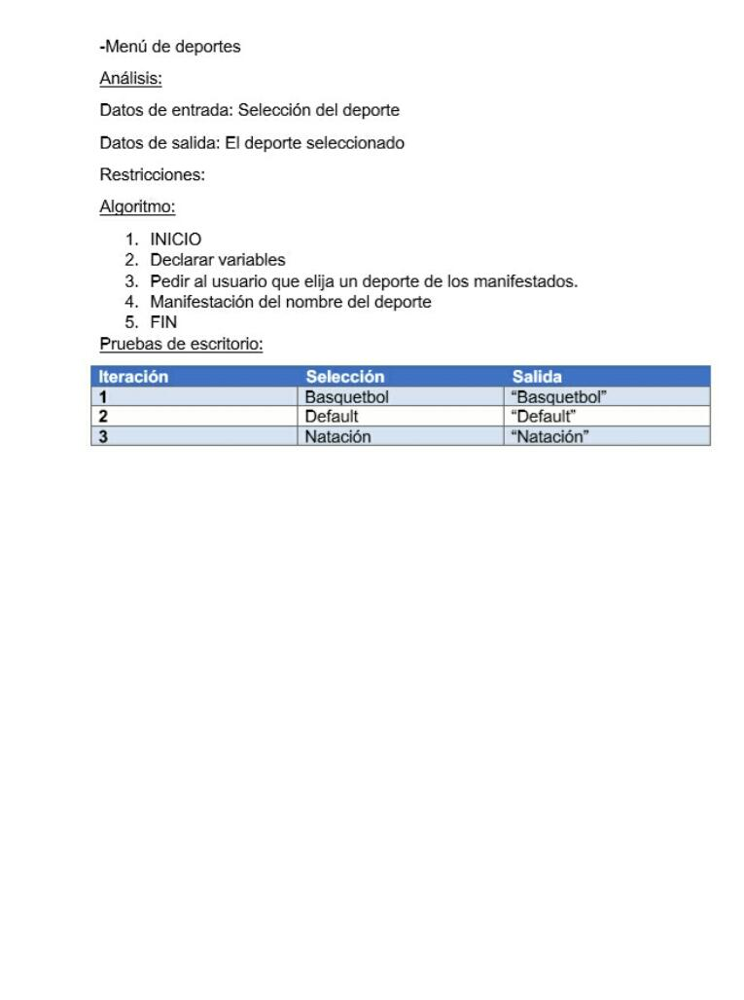 -Menú de deportes
Análisis:
Datos de entrada: Selección del deporte
Datos de salida: El deporte seleccionado
Restricciones:
Algoritmo:
1. INICIO
2. Declarar variables
3. Pedir al usuario que elija un deporte de los manifestados.
4. Manifestación del nombre del deporte
5. FIN
Pruebas de escritorio:
Iteración Selección Salida
1 Basquetbol “Basquetbol”
2 Default “Default”
3 Natación “Natación”